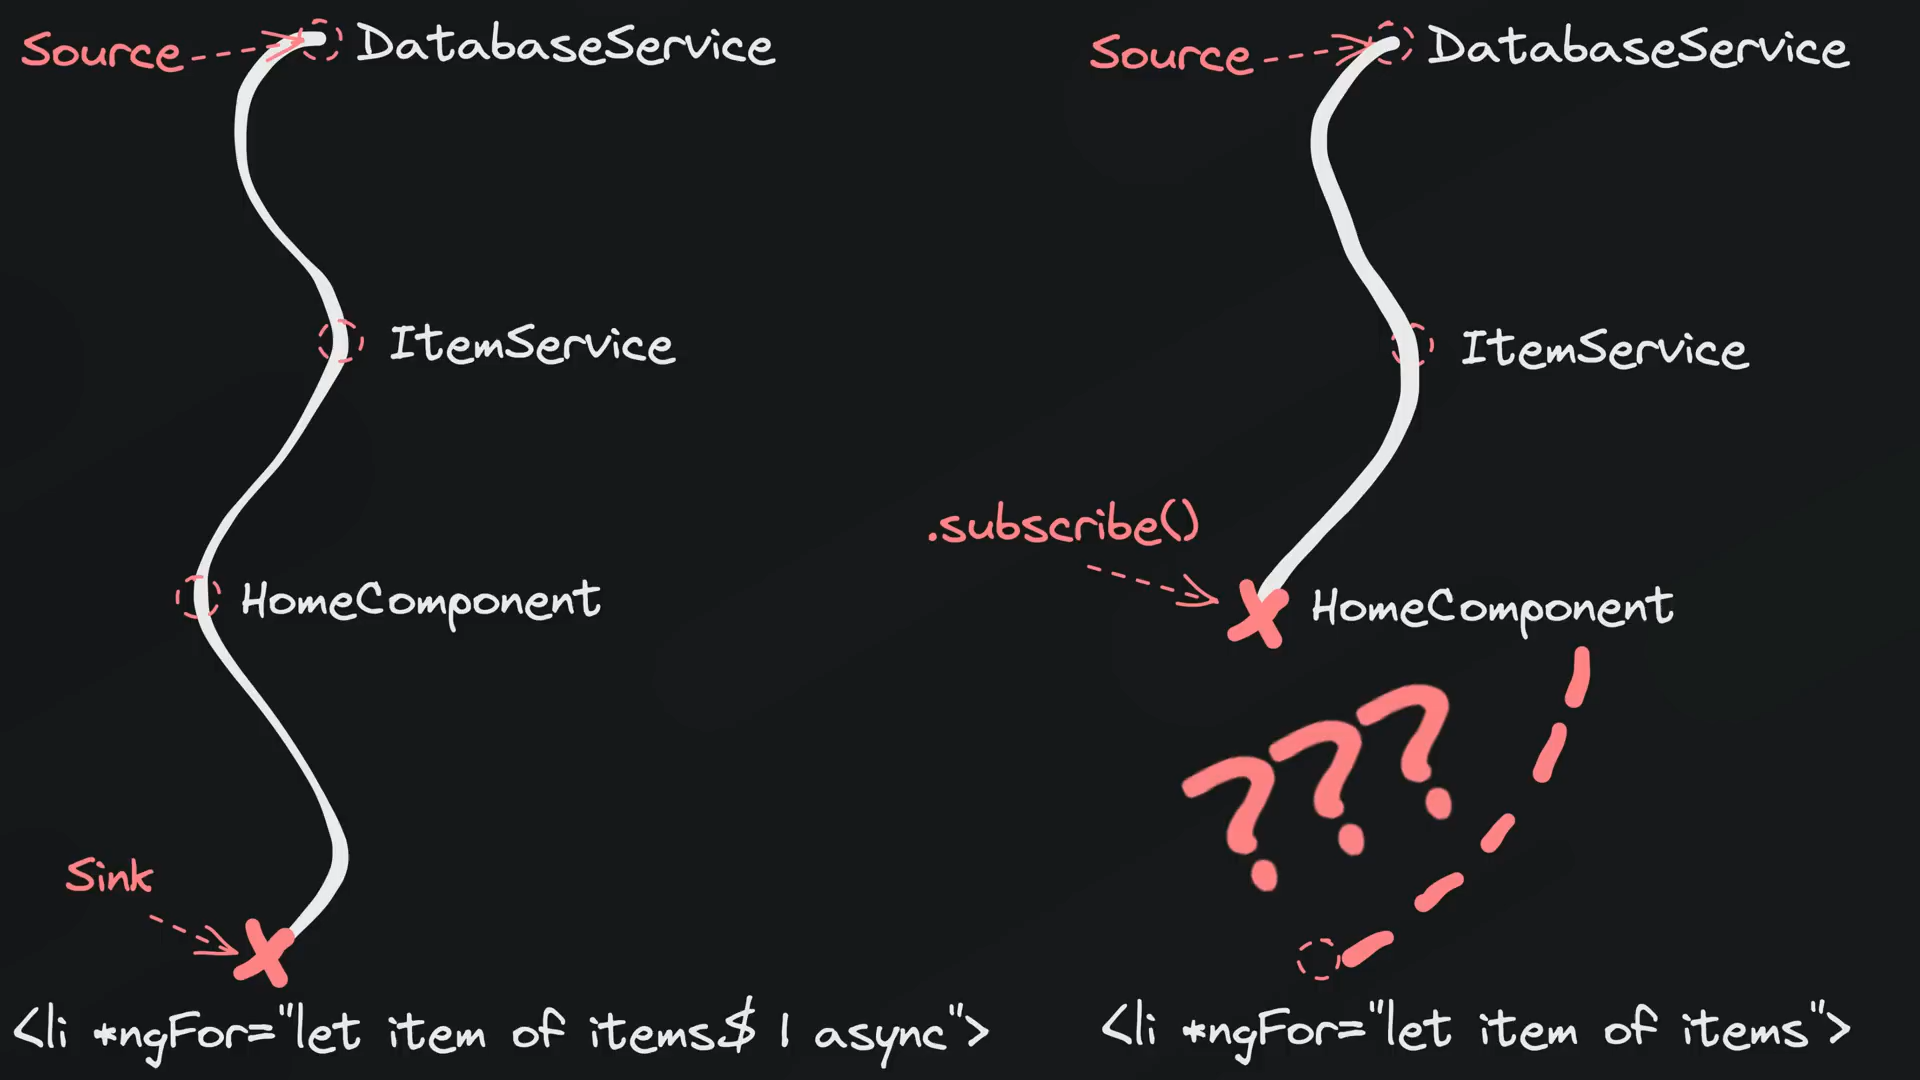 Source
DatabaseService
ItemService
HomeComponent
Sink
<li *ngFor="let item of items$ | async">
Source
DatabaseService
ItemService
.subscribe()
HomeComponent
???
<li *ngFor="let item of items">